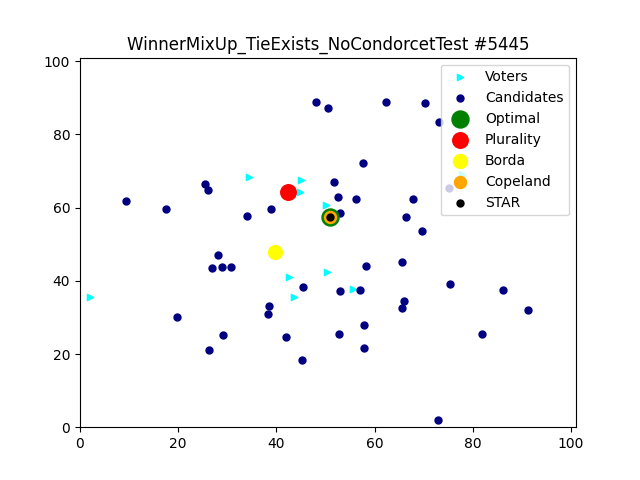 WinnerMixUp_TieExists_NoCondorcetTest #5445
100
80
60
40
20
0
0 20 40 60 80 100
Voters
Candidates
Optimal
Plurality
Borda
Copeland
STAR